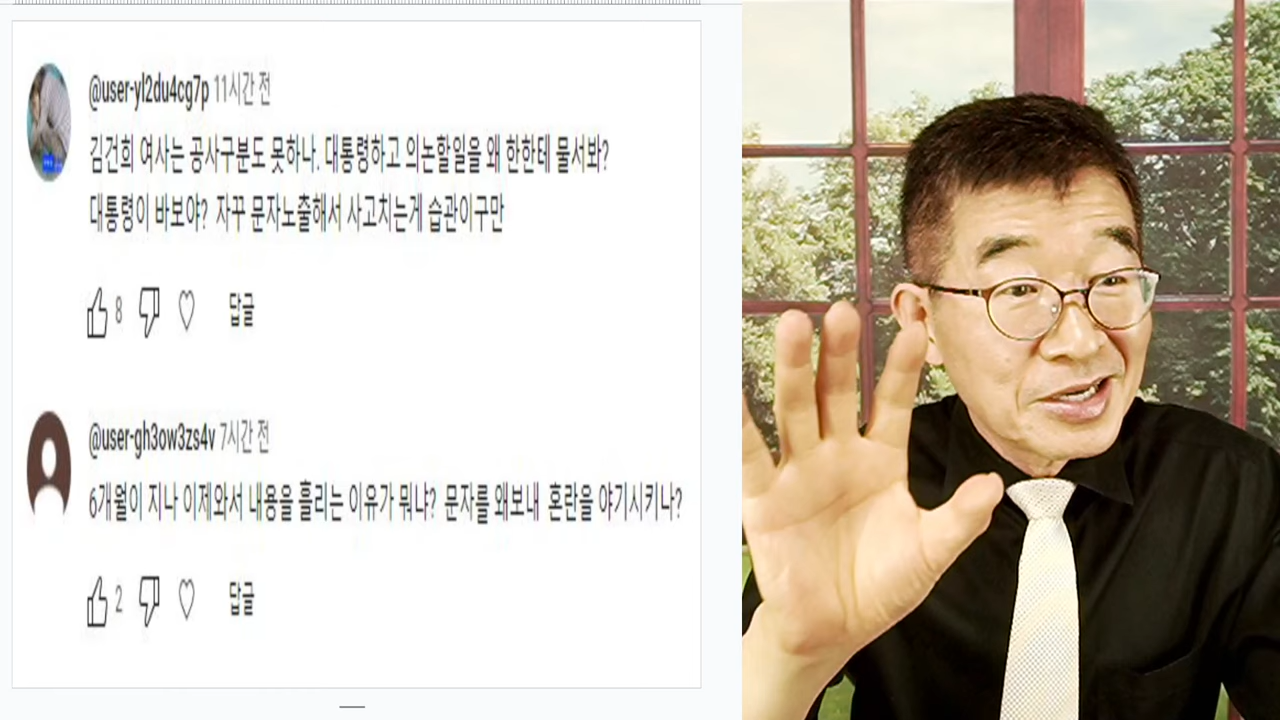 @user-yl2du4cg7p 11시간 전
김건희 여사는 공사구분도 못하나. 대통령하고 의논할일을 왜 한한테 물서봐?
대통령이 바보야? 자꾸 문자노출해서 사고치는게 습관이구만
8 답글
@user-gh3ow3zs4v 7시간 전
6개월이 지나 이제와서 내용을 흘리는 이유가 뭐냐? 문자를 왜보내 혼란을 야기시키나?
2 답글